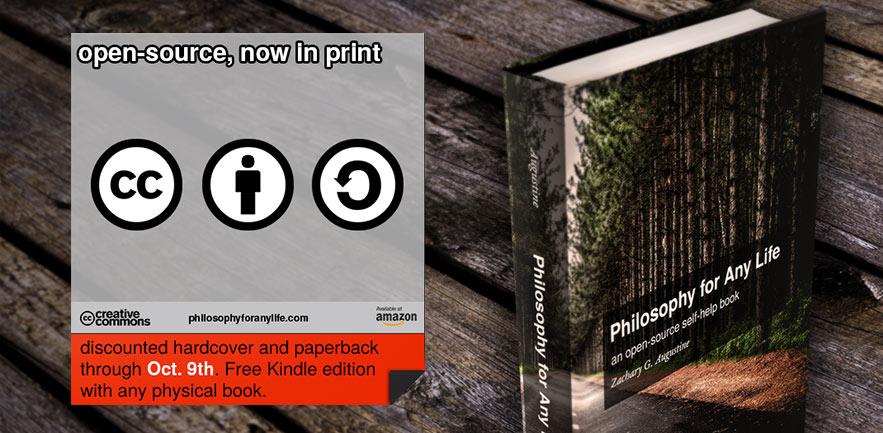 open-source, now in print
cc
cc creative
commons
philosophyforanylife.com
Available at
amazon
discounted hardcover and paperback
through Oct. 9th. Free Kindle edition
with any physical book.
Augustine
Philosophy for Any
Philosophy for Any Life
an open-source self-help book
Zachary G. Augustine